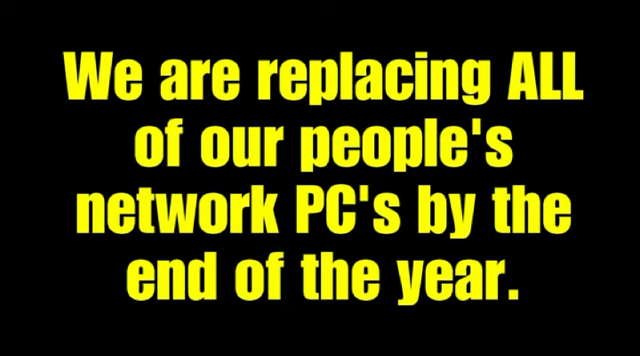 We are replacing ALL
of our people's
network PC's by the
end of the year.